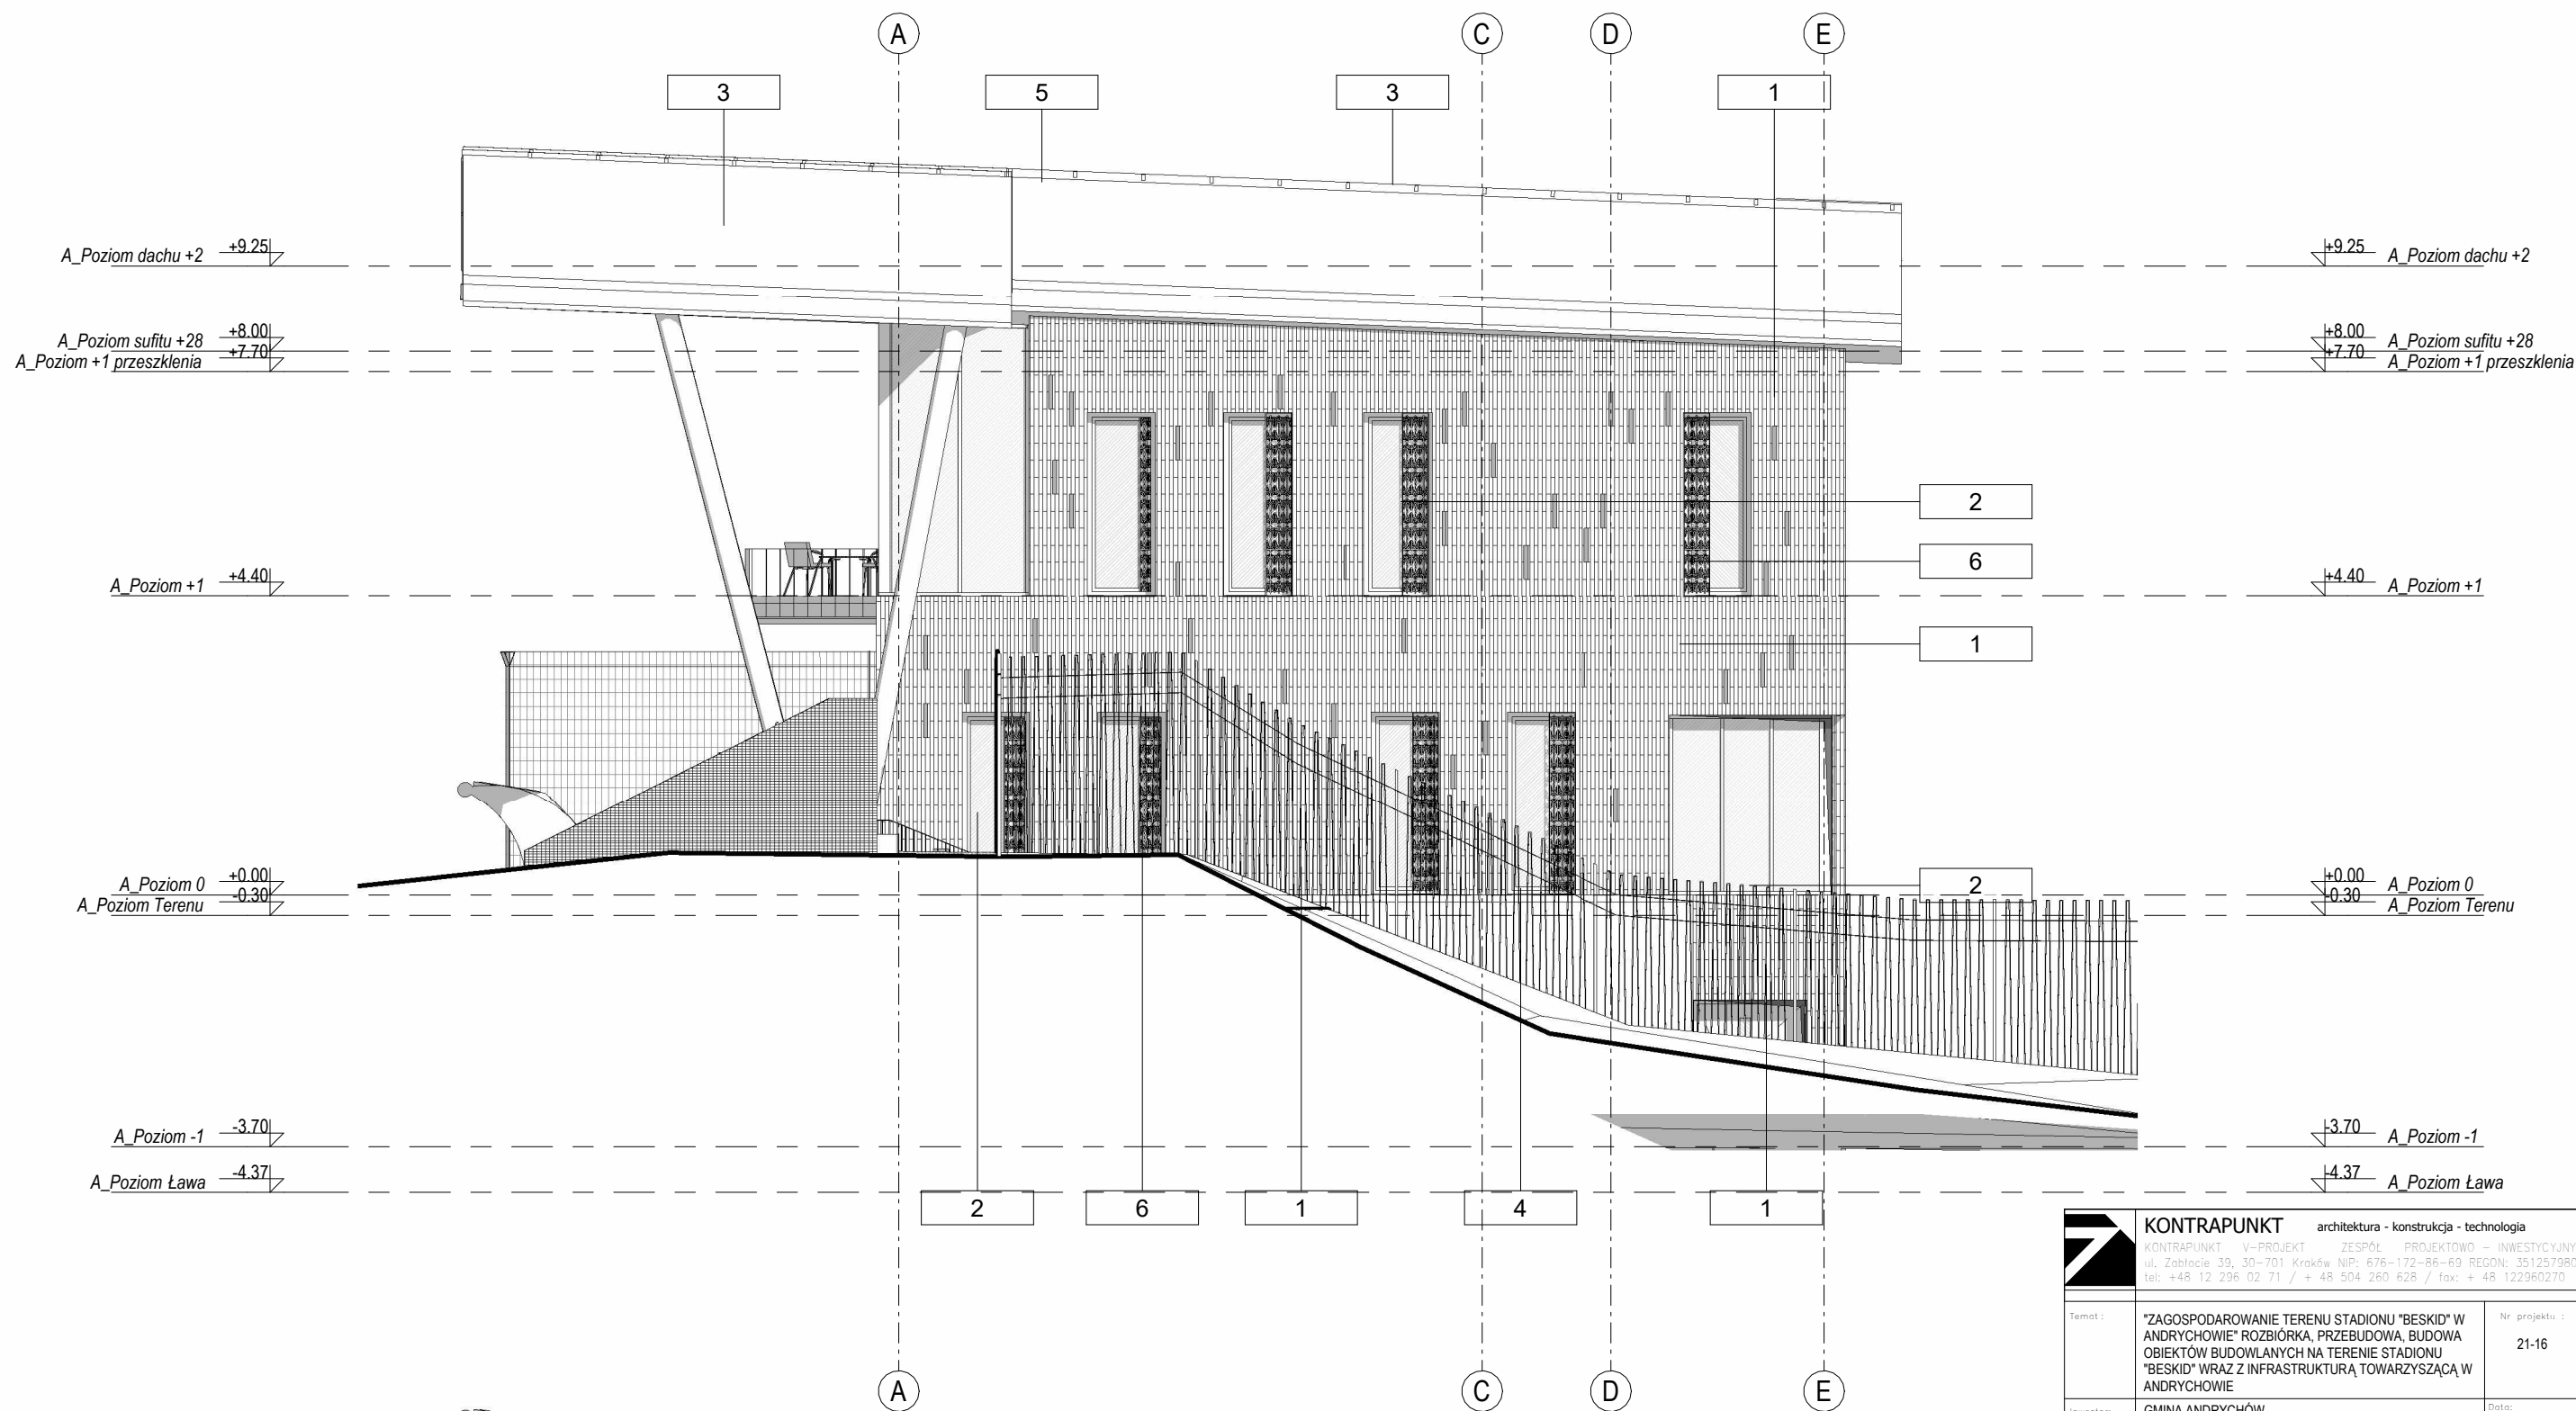 A C D E
3 5 3 1
+9.25 A_Poziom dachu +2
+9.25 A_Poziom dachu +2
+8.00 A_Poziom sufitu +28
+8.00 A_Poziom sufitu +28
+7.70 A_Poziom +1 przeszklenia
+7.70 A_Poziom +1 przeszklenia
2
6
A_Poziom +1 +4.40
+4.40 A_Poziom +1
1
A_Poziom 0 +0.00
2
+0.00 A_Poziom 0
A_Poziom Terenu -0.30
-0.30 A_Poziom Terenu
A_Poziom -1 -3.70
-3.70 A_Poziom -1
A_Poziom Ława -4.37
-4.37 A_Poziom Ława
2 6 1 4 1
A C D E
KONTRAPUNKT architektura - konstrukcja - technologia
KONTRAPUNKT V-PROJEKT ZESPÓŁ PROJEKTOWO - INWESTYCYJNY
ul. Zabłocie 39, 30-701 Kraków NIP: 676-172-86-69 REGON: 351257980
tel: +48 12 296 02 71 / + 48 504 260 628 / fax: + 48 122960270
Temat :
"ZAGOSPODAROWANIE TERENU STADIONU "BESKID" W
ANDRYCHOWIE" ROZBIÓRKA, PRZEBUDOWA, BUDOWA
OBIEKTÓW BUDOWLANYCH NA TERENIE STADIONU
"BESKID" WRAZ Z INFRASTRUKTURĄ TOWARZYSZĄCĄ W
ANDRYCHOWIE
Nr projektu :
21-16
GMINA ANDRYCHÓW
Data: